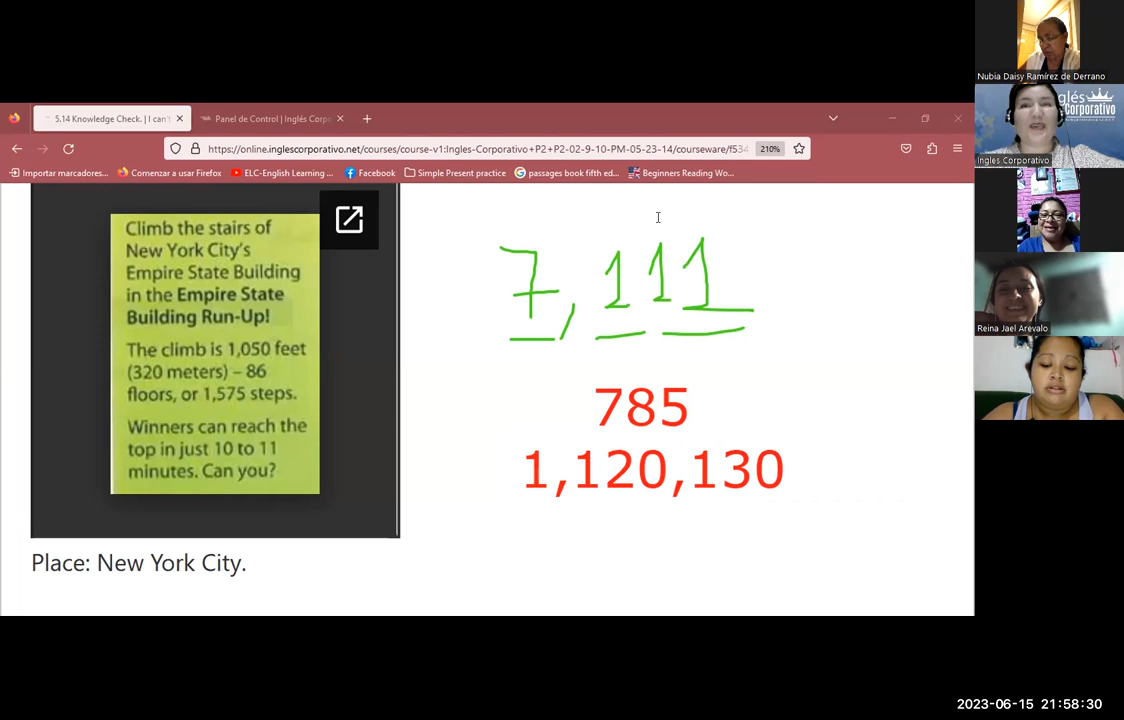 Nubia Daisy Ramírez de Derrano
5.14 Knowledge Check. | I can't
Panel de Control | Inglés Corpo
glés
Corporativo
https://online.inglescorporativo.net/courses/course-v1:Ingles-Corporativo+P2+P2-02-9-10-PM-05-23-14/courseware/f534
210%
Ingles Corporativo
Importar marcadores...
Comenzar a usar Firefox
ELC-English Learning ...
Facebook
Simple Present practice
passages book fifth ed...
Beginners Reading Wo...
Climb the stairs of
New York City's
Empire State Building
in the Empire State
Building Run-Up!
The climb is 1,050 feet
(320 meters) – 86
floors, or 1,575 steps.
Winners can reach the
top in just 10 to 11
minutes. Can you?
7,111
785
1,120,130
Reina Jael Arevalo
Place: New York City.
2023-06-15 21:58:30